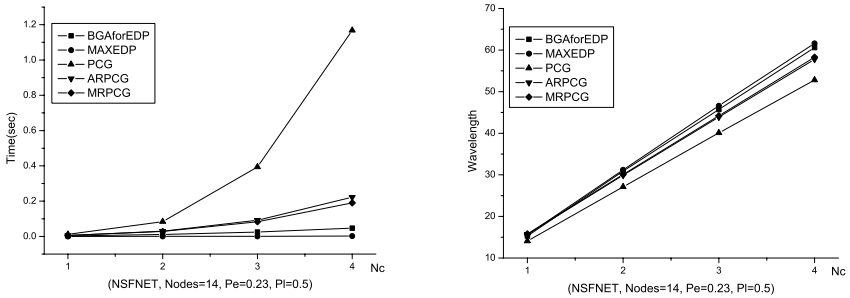 1.2
1.0
0.8
0.6
0.4
0.2
0.0
Time(sec)
BGAforEDP
MAXEDP
PCG
ARPCG
MRPCG
1 2 3 4 Nc
(NSFNET, Nodes=14, Pe=0.23, Pl=0.5)
70
60
50
40
30
20
10
Wavelength
BGAforEDP
MAXEDP
PCG
ARPCG
MRPCG
1 2 3 4 Nc
(NSFNET, Nodes=14, Pe=0.23, Pl=0.5)